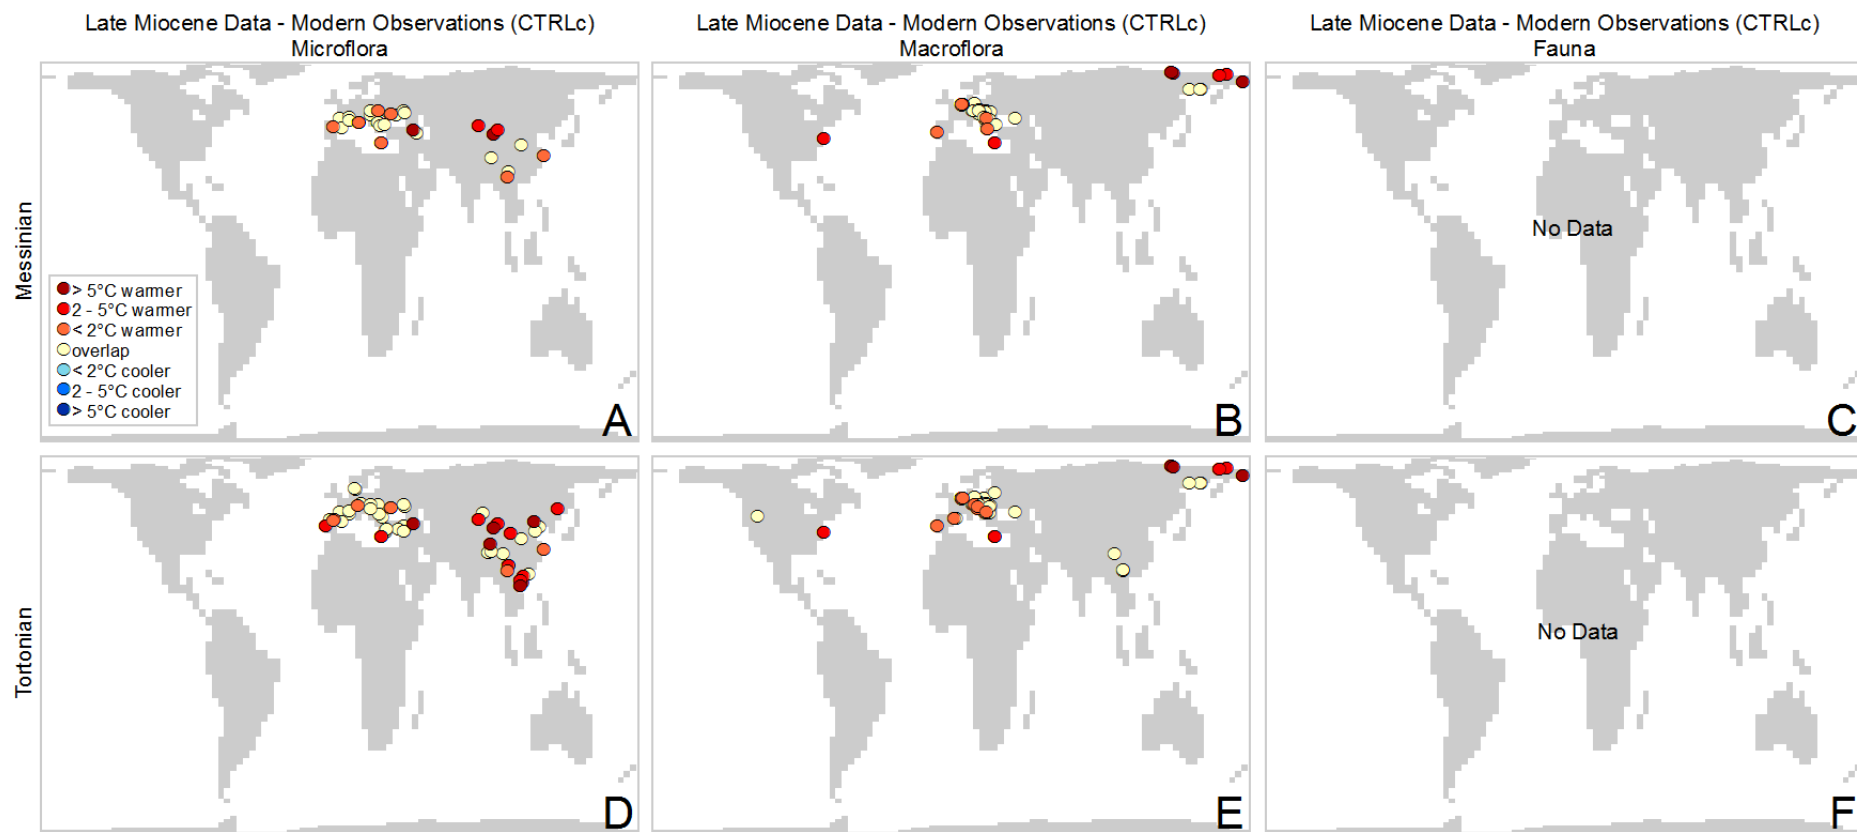 Late Miocene Data - Modern Observations (CTRLc)
Microflora
Late Miocene Data - Modern Observations (CTRLc)
Macroflora
Late Miocene Data - Modern Observations (CTRLc)
Fauna
Messinian
> 5°C warmer
2 - 5°C warmer
< 2°C warmer
overlap
< 2°C cooler
2 - 5°C cooler
> 5°C cooler
A
B
No Data
C
Tortonian
D
E
No Data
F